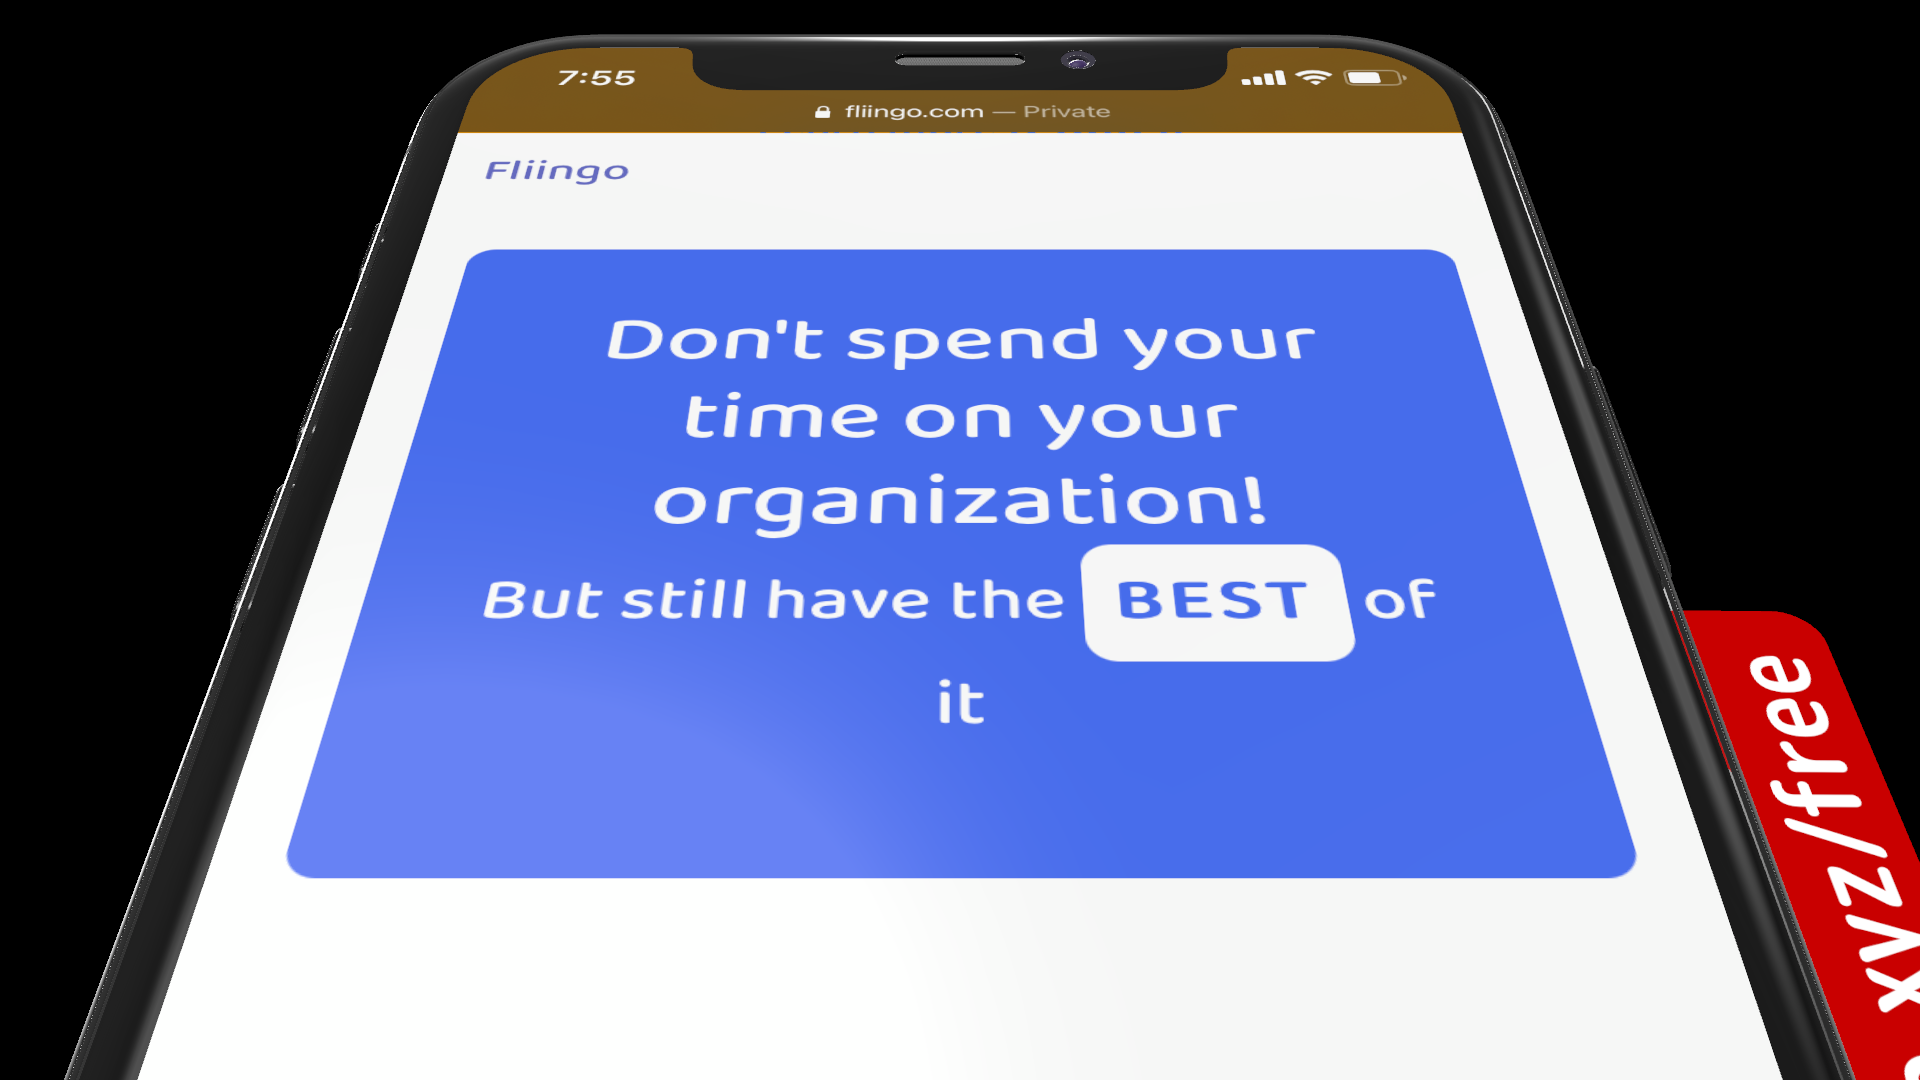 7:55
fliingo.com — Private
Fliingo
Don't spend your
time on your
organization!
But still have the BEST of
it
xyz/free